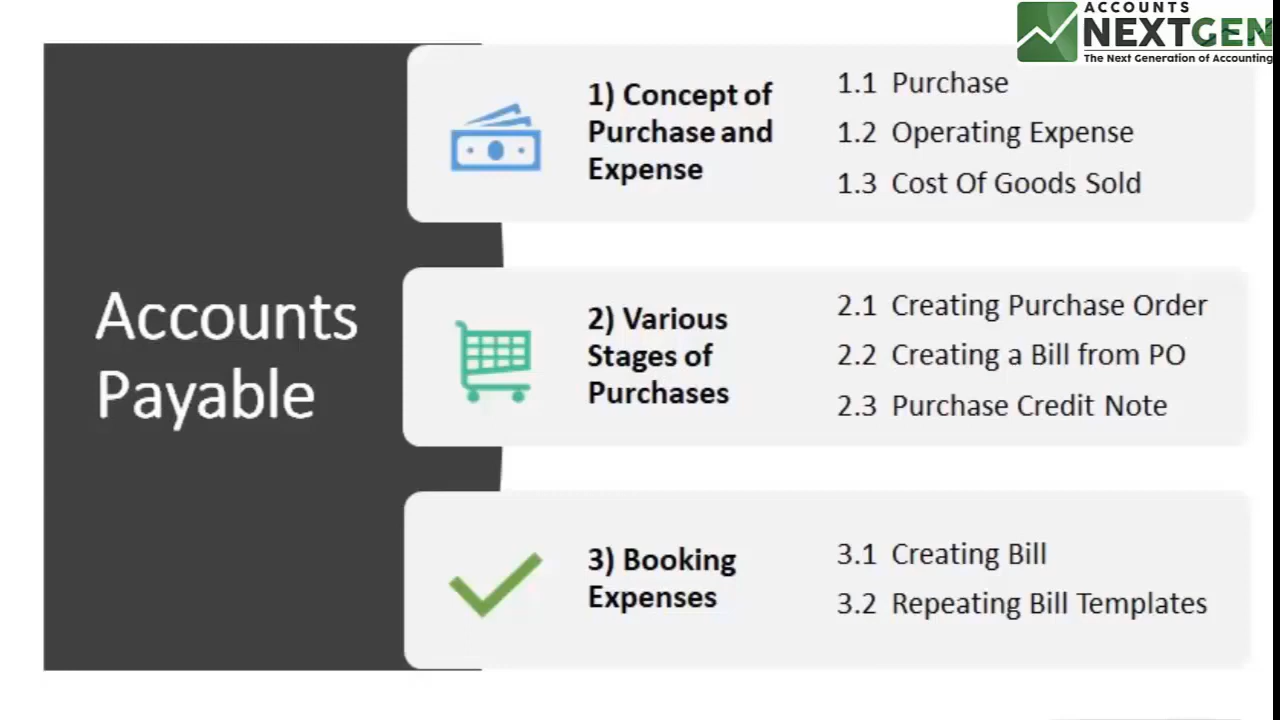 ACCOUNTS
NEXTGEN
The Next Generation of Accounting
Accounts
Payable
1) Concept of
Purchase and
Expense
1.1 Purchase
1.2 Operating Expense
1.3 Cost Of Goods Sold
2) Various
Stages of
Purchases
2.1 Creating Purchase Order
2.2 Creating a Bill from PO
2.3 Purchase Credit Note
3) Booking
Expenses
3.1 Creating Bill
3.2 Repeating Bill Templates